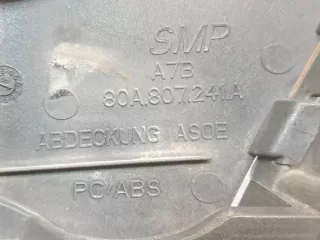 SMP
A7B
80A.807.241.A
ABDECKUNG ASOE
PC/ABS